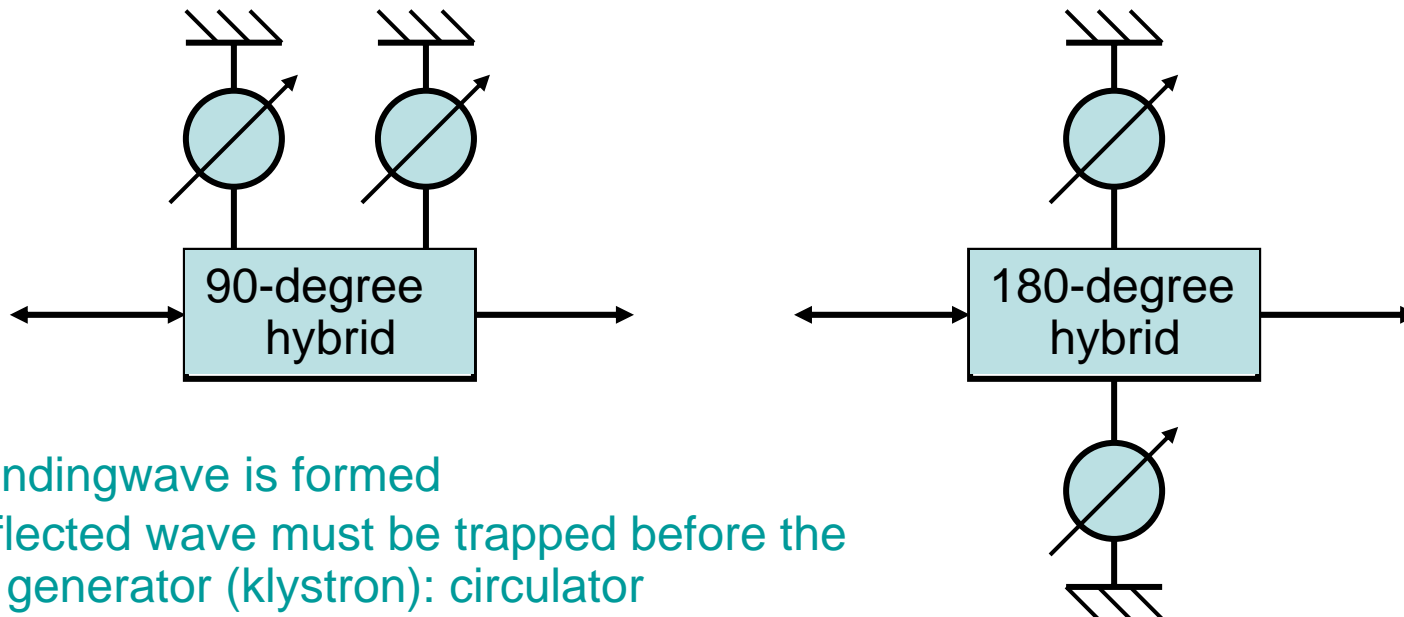 90-degree
hybrid
180-degree
hybrid
ndingwave is formed
flected wave must be trapped before the
generator (klystron): circulator